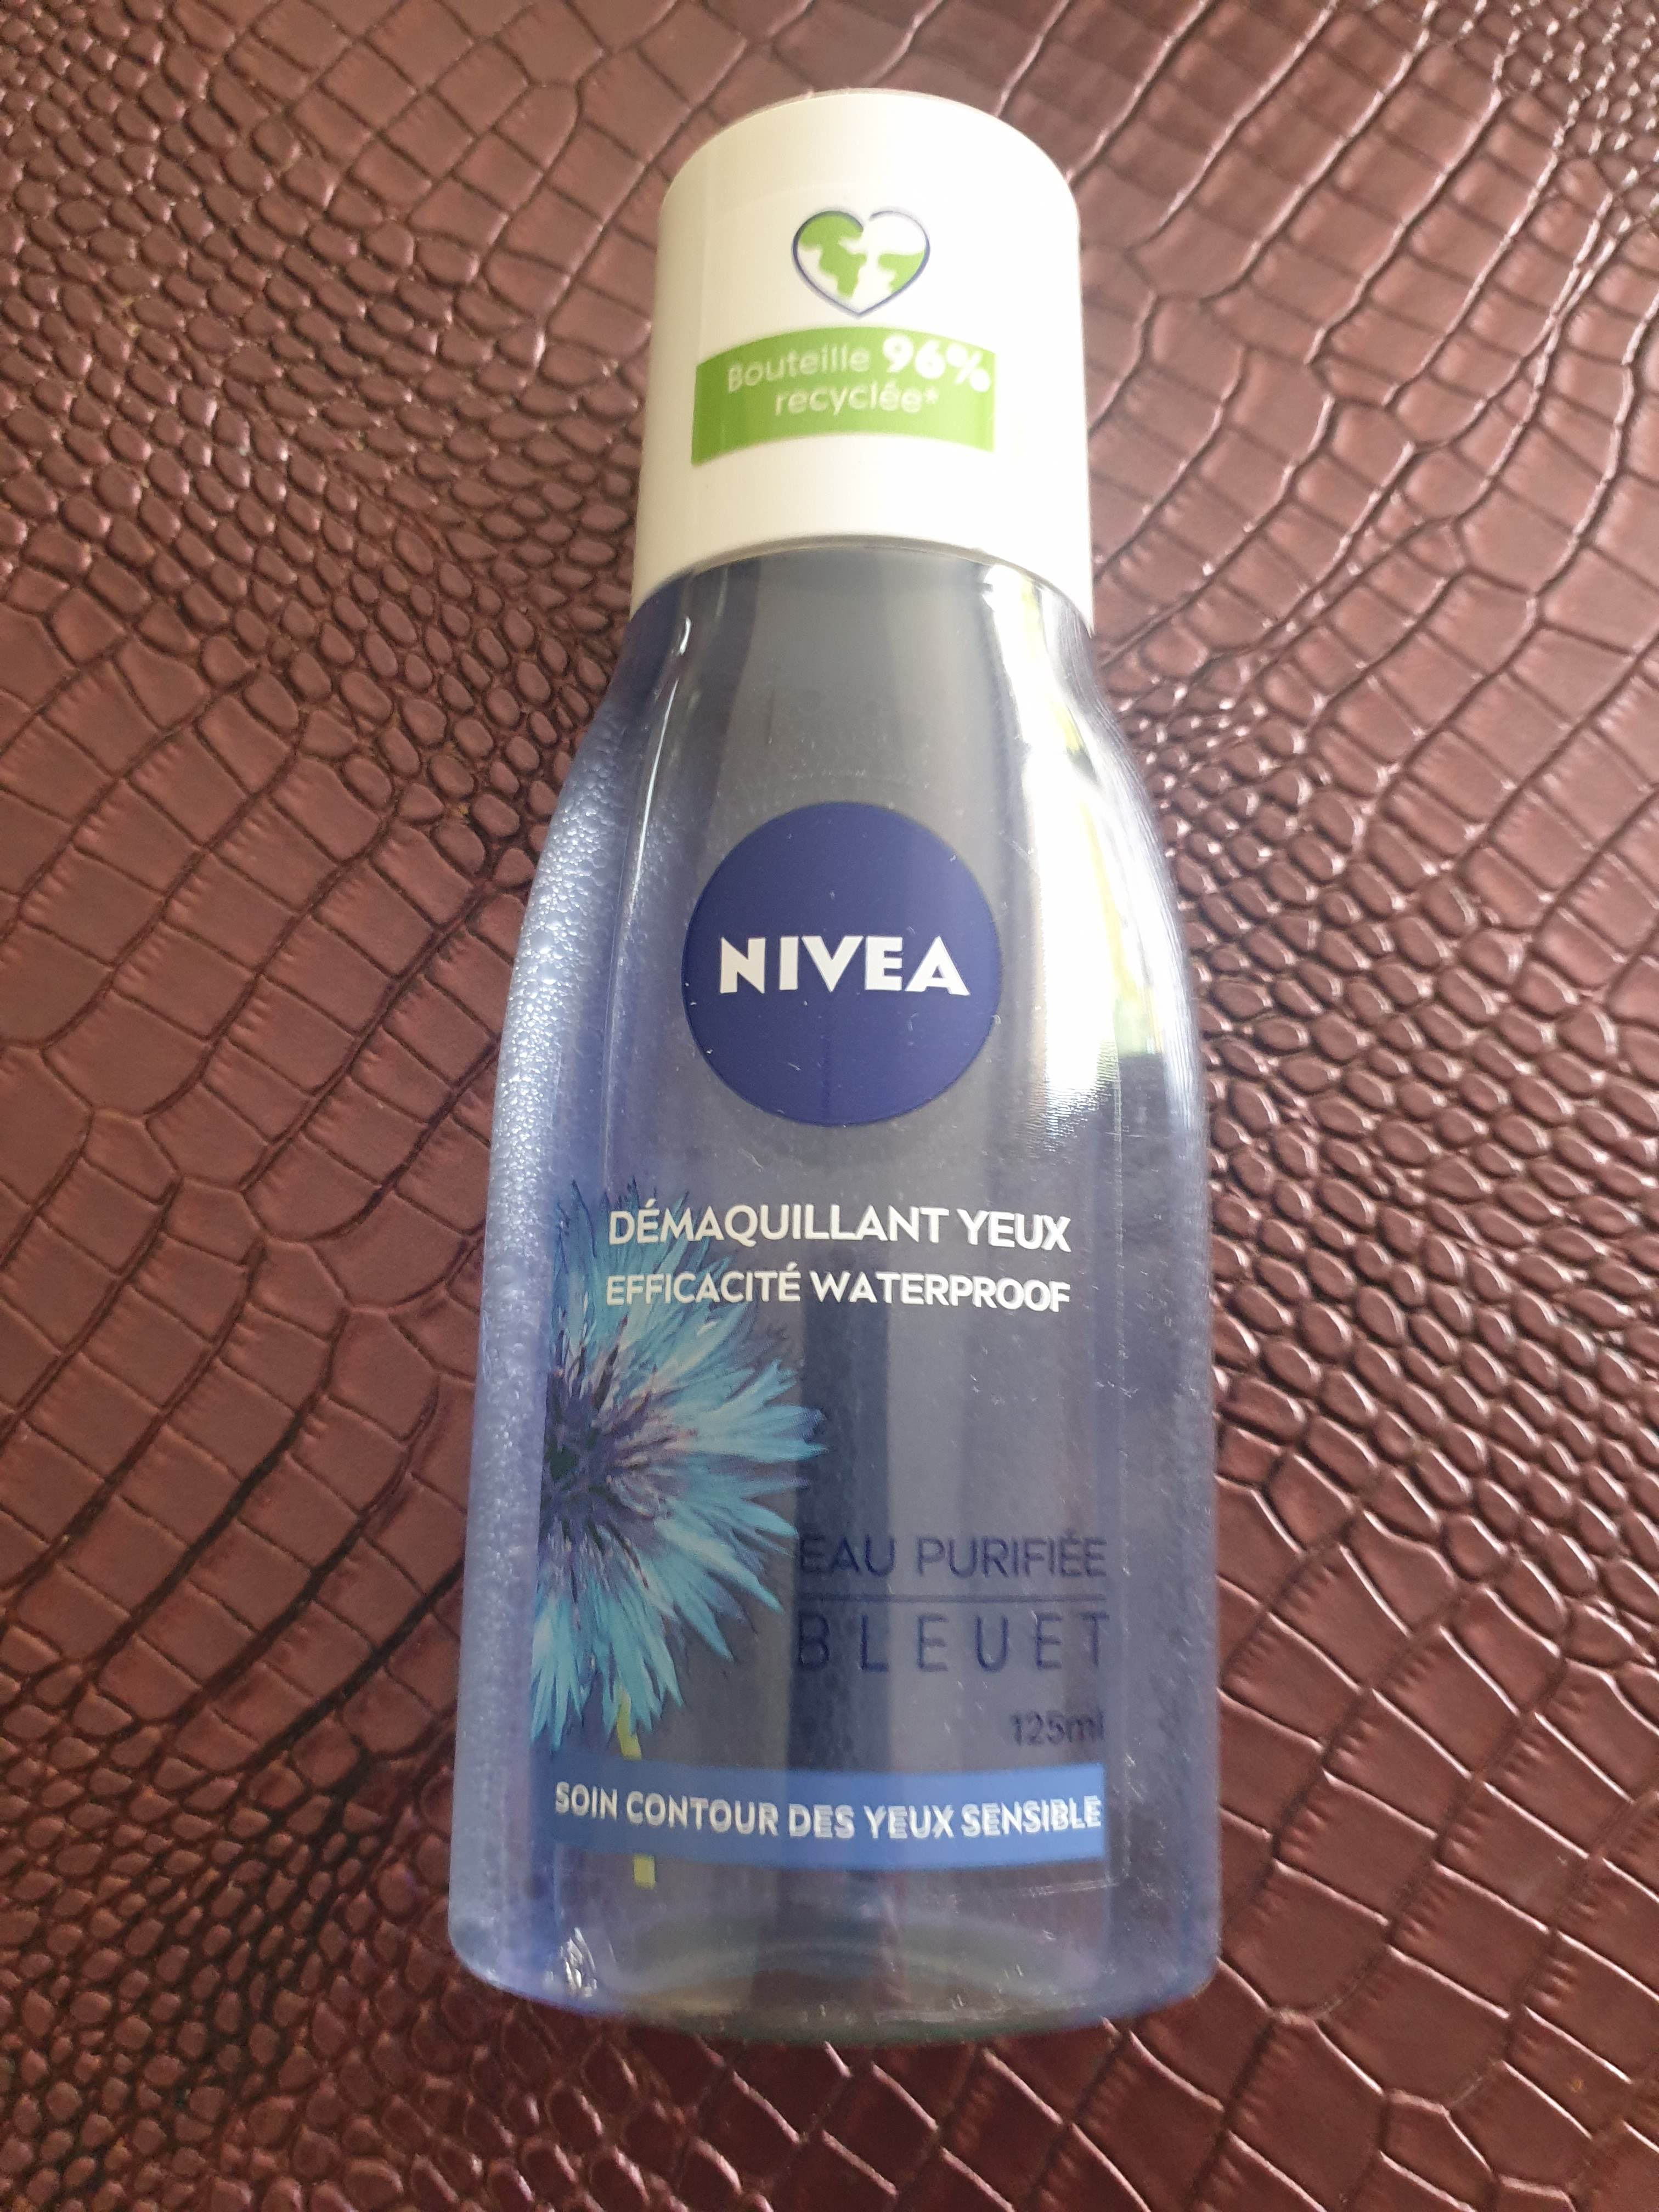 Bouteille 96%
recyclée*
NIVEA
DÉMAQUILLANT YEUX
EFFICACITÉ WATERPROOF
EAU PURIFIÉE
BLEUET
125ml
SOIN CONTOUR DES YEUX SENSIBLE